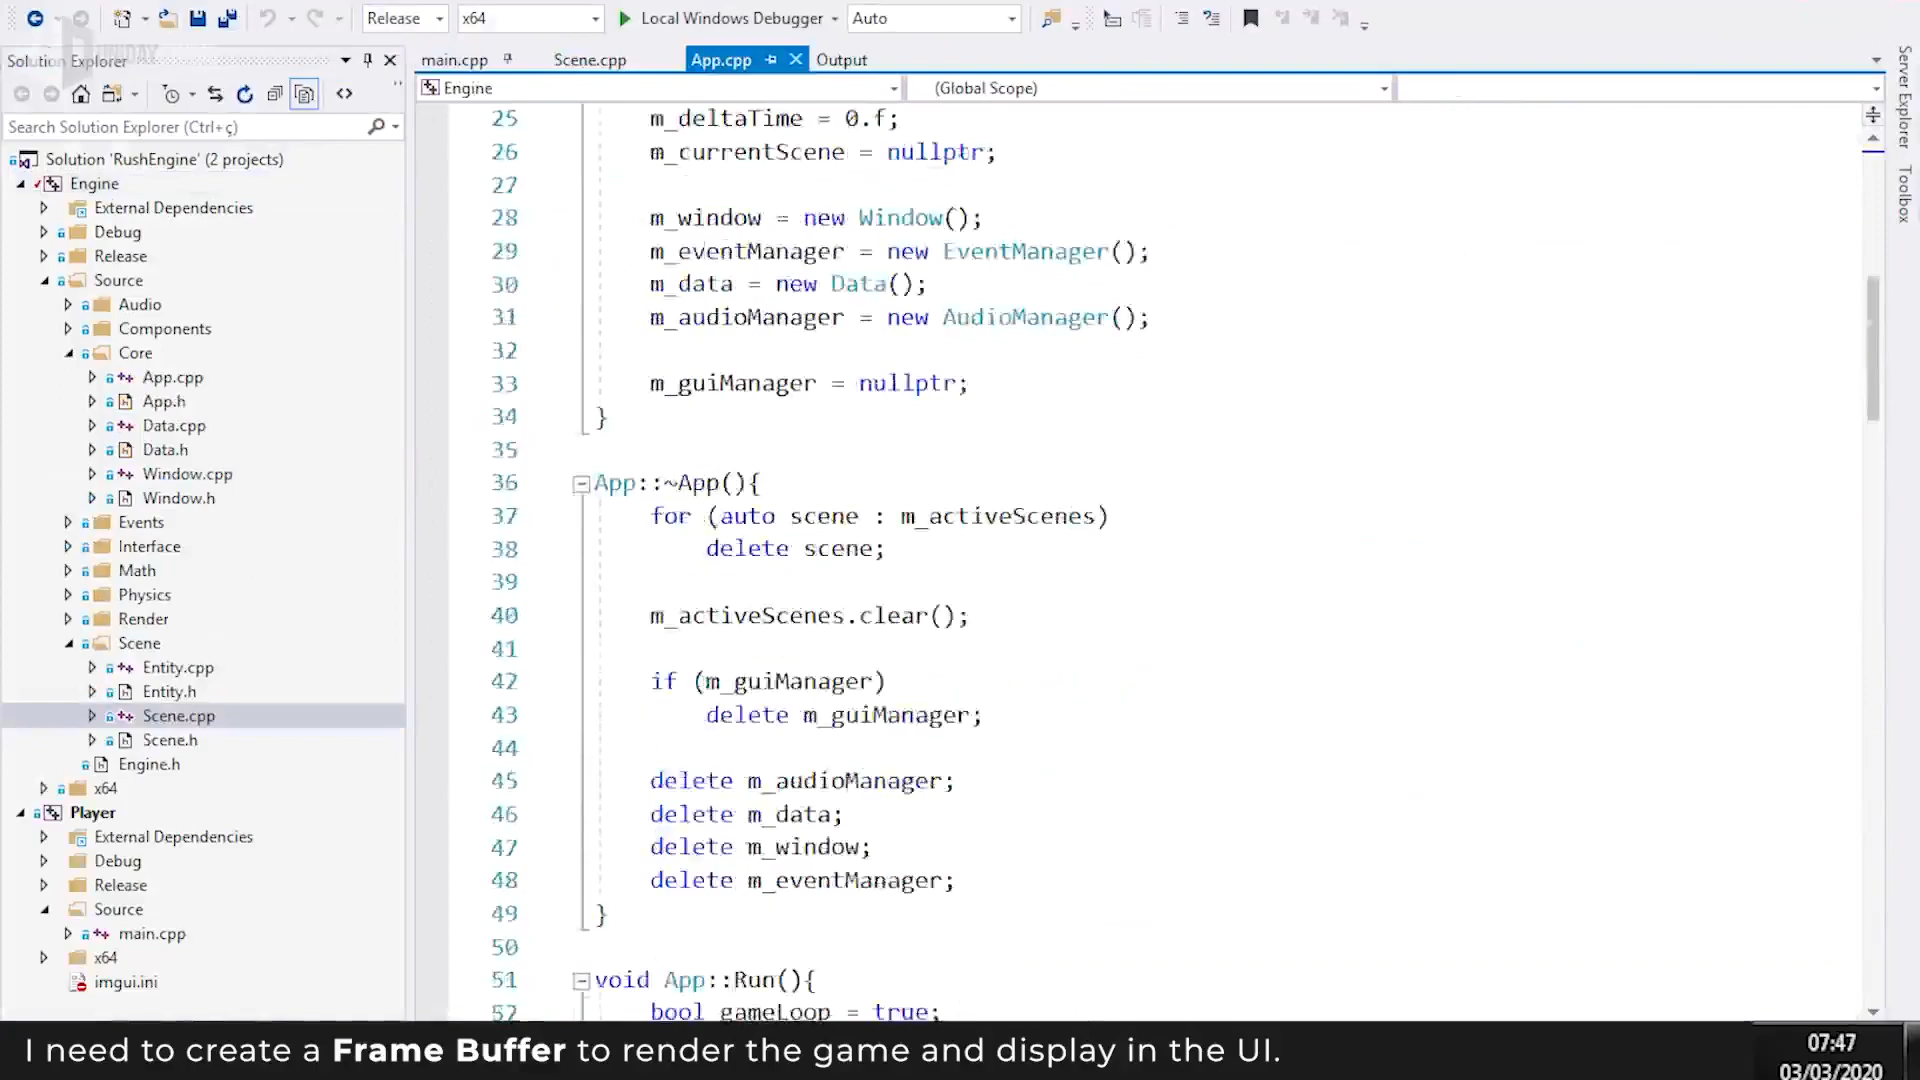 Release
x64
Local Windows Debugger
Auto
Solution Explorer
main.cpp
Scene.cpp
App.cpp
Output
Engine
(Global Scope)
Search Solution Explorer (Ctrl+ç)
Solution 'RushEngine' (2 projects)
Engine
External Dependencies
Debug
Release
Source
Audio
Components
Core
App.cpp
App.h
Data.cpp
Data.h
Window.cpp
Window.h
Events
Interface
Math
Physics
Render
Scene
Entity.cpp
Entity.h
Scene.cpp
Scene.h
Engine.h
x64
Player
External Dependencies
Debug
Release
Source
main.cpp
x64
imgui.ini
25 m_deltaTime = 0.f;
26 m_currentScene = nullptr;
27
28 m_window = new Window();
29 m_eventManager = new EventManager();
30 m_data = new Data();
31 m_audioManager = new AudioManager();
32
33 m_guiManager = nullptr;
34 }
35
36 App::~App(){
37 for (auto scene : m_activeScenes)
38 delete scene;
39
40 m_activeScenes.clear();
41
42 if (m_guiManager)
43 delete m_guiManager;
44
45 delete m_audioManager;
46 delete m_data;
47 delete m_window;
48 delete m_eventManager;
49 }
50
51 void App::Run(){
52 bool gameLoop = true;
Server Explorer
Toolbox
I need to create a Frame Buffer to render the game and display in the UI.
07:47
03/03/2020